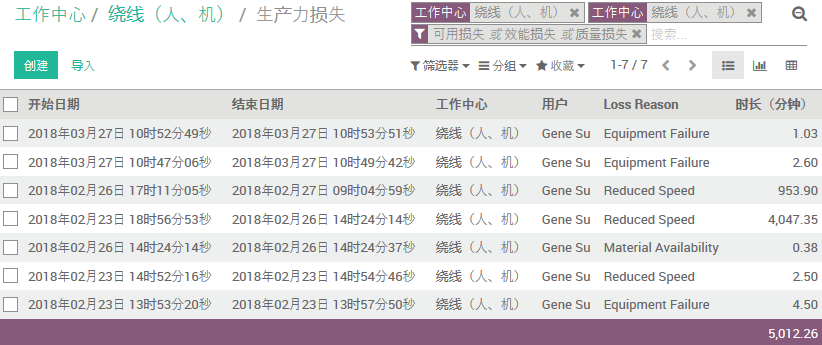 工作中心 / 绕线（人、机） / 生产力损失
工作中心 绕线（人、机） ✖ 工作中心 绕线（人、机） ✖
可用损失 或 效能损失 或 质量损失 ✖ 搜索...
创建 导入 筛选器 分组 收藏 1-7 / 7
开始日期 结束日期 工作中心 用户 Loss Reason 时长（分钟）
2018年03月27日 10时52分49秒 2018年03月27日 10时53分51秒 绕线（人、机） Gene Su Equipment Failure 1.03
2018年03月27日 10时47分06秒 2018年03月27日 10时49分42秒 绕线（人、机） Gene Su Equipment Failure 2.60
2018年02月26日 17时11分05秒 2018年02月27日 09时04分59秒 绕线（人、机） Gene Su Reduced Speed 953.90
2018年02月23日 18时56分53秒 2018年02月26日 14时24分14秒 绕线（人、机） Gene Su Reduced Speed 4,047.35
2018年02月26日 14时24分14秒 2018年02月26日 14时24分37秒 绕线（人、机） Gene Su Material Availability 0.38
2018年02月23日 14时52分16秒 2018年02月23日 14时54分46秒 绕线（人、机） Gene Su Reduced Speed 2.50
2018年02月23日 13时53分20秒 2018年02月23日 13时57分50秒 绕线（人、机） Gene Su Equipment Failure 4.50
5,012.26